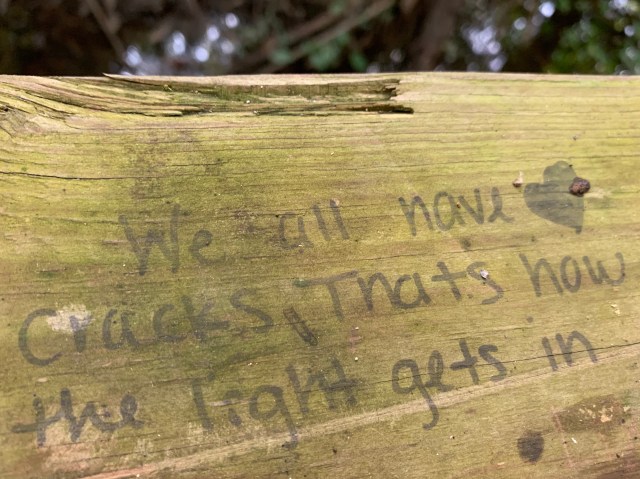 We all have
Cracks, Thats how
the light gets in